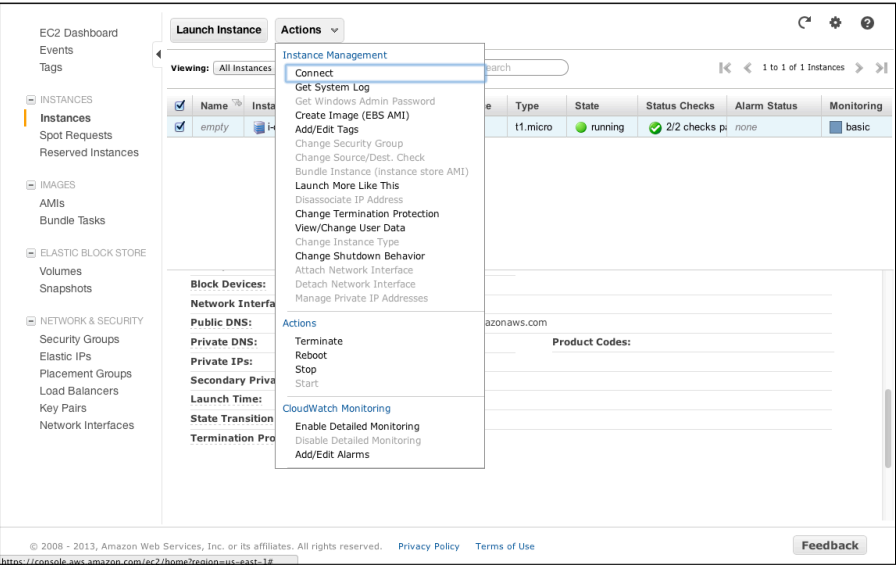 EC2 Dashboard
Events
Tags
INSTANCES
Instances
Spot Requests
Reserved Instances
IMAGES
AMIs
Bundle Tasks
ELASTIC BLOCK STORE
Volumes
Snapshots
NETWORK & SECURITY
Security Groups
Elastic IPs
Placement Groups
Load Balancers
Key Pairs
Network Interfaces
Launch Instance Actions
Viewing: All Instances earch 1 to 1 of 1 Instances
Name Insta e Type State Status Checks Alarm Status Monitoring
empty i-e t1.micro running 2/2 checks pa none basic
Instance Management
Connect
Get System Log
Get Windows Admin Password
Create Image (EBS AMI)
Add/Edit Tags
Change Security Group
Change Source/Dest. Check
Bundle Instance (instance store AMI)
Launch More Like This
Disassociate IP Address
Change Termination Protection
View/Change User Data
Change Instance Type
Change Shutdown Behavior
Attach Network Interface
Detach Network Interface
Manage Private IP Addresses
Actions
Terminate
Reboot
Stop
Start
CloudWatch Monitoring
Enable Detailed Monitoring
Disable Detailed Monitoring
Add/Edit Alarms
Block Devices:
Network Interfa
Public DNS: azonaws.com
Private DNS: Product Codes:
Private IPs:
Secondary Priva
Launch Time:
State Transition
Termination Pro
© 2008 - 2013, Amazon Web Services, Inc. or its affiliates. All rights reserved. Privacy Policy Terms of Use Feedback
https://console.aws.amazon.com/ec2/home?region=us-east-1#